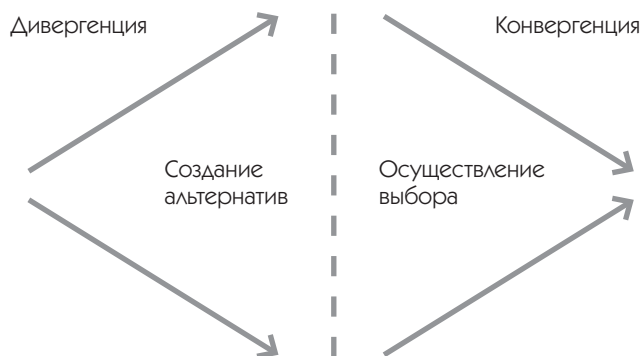 Дивергенция
Конвергенция
Создание
альтернатив
Осуществление
выбора